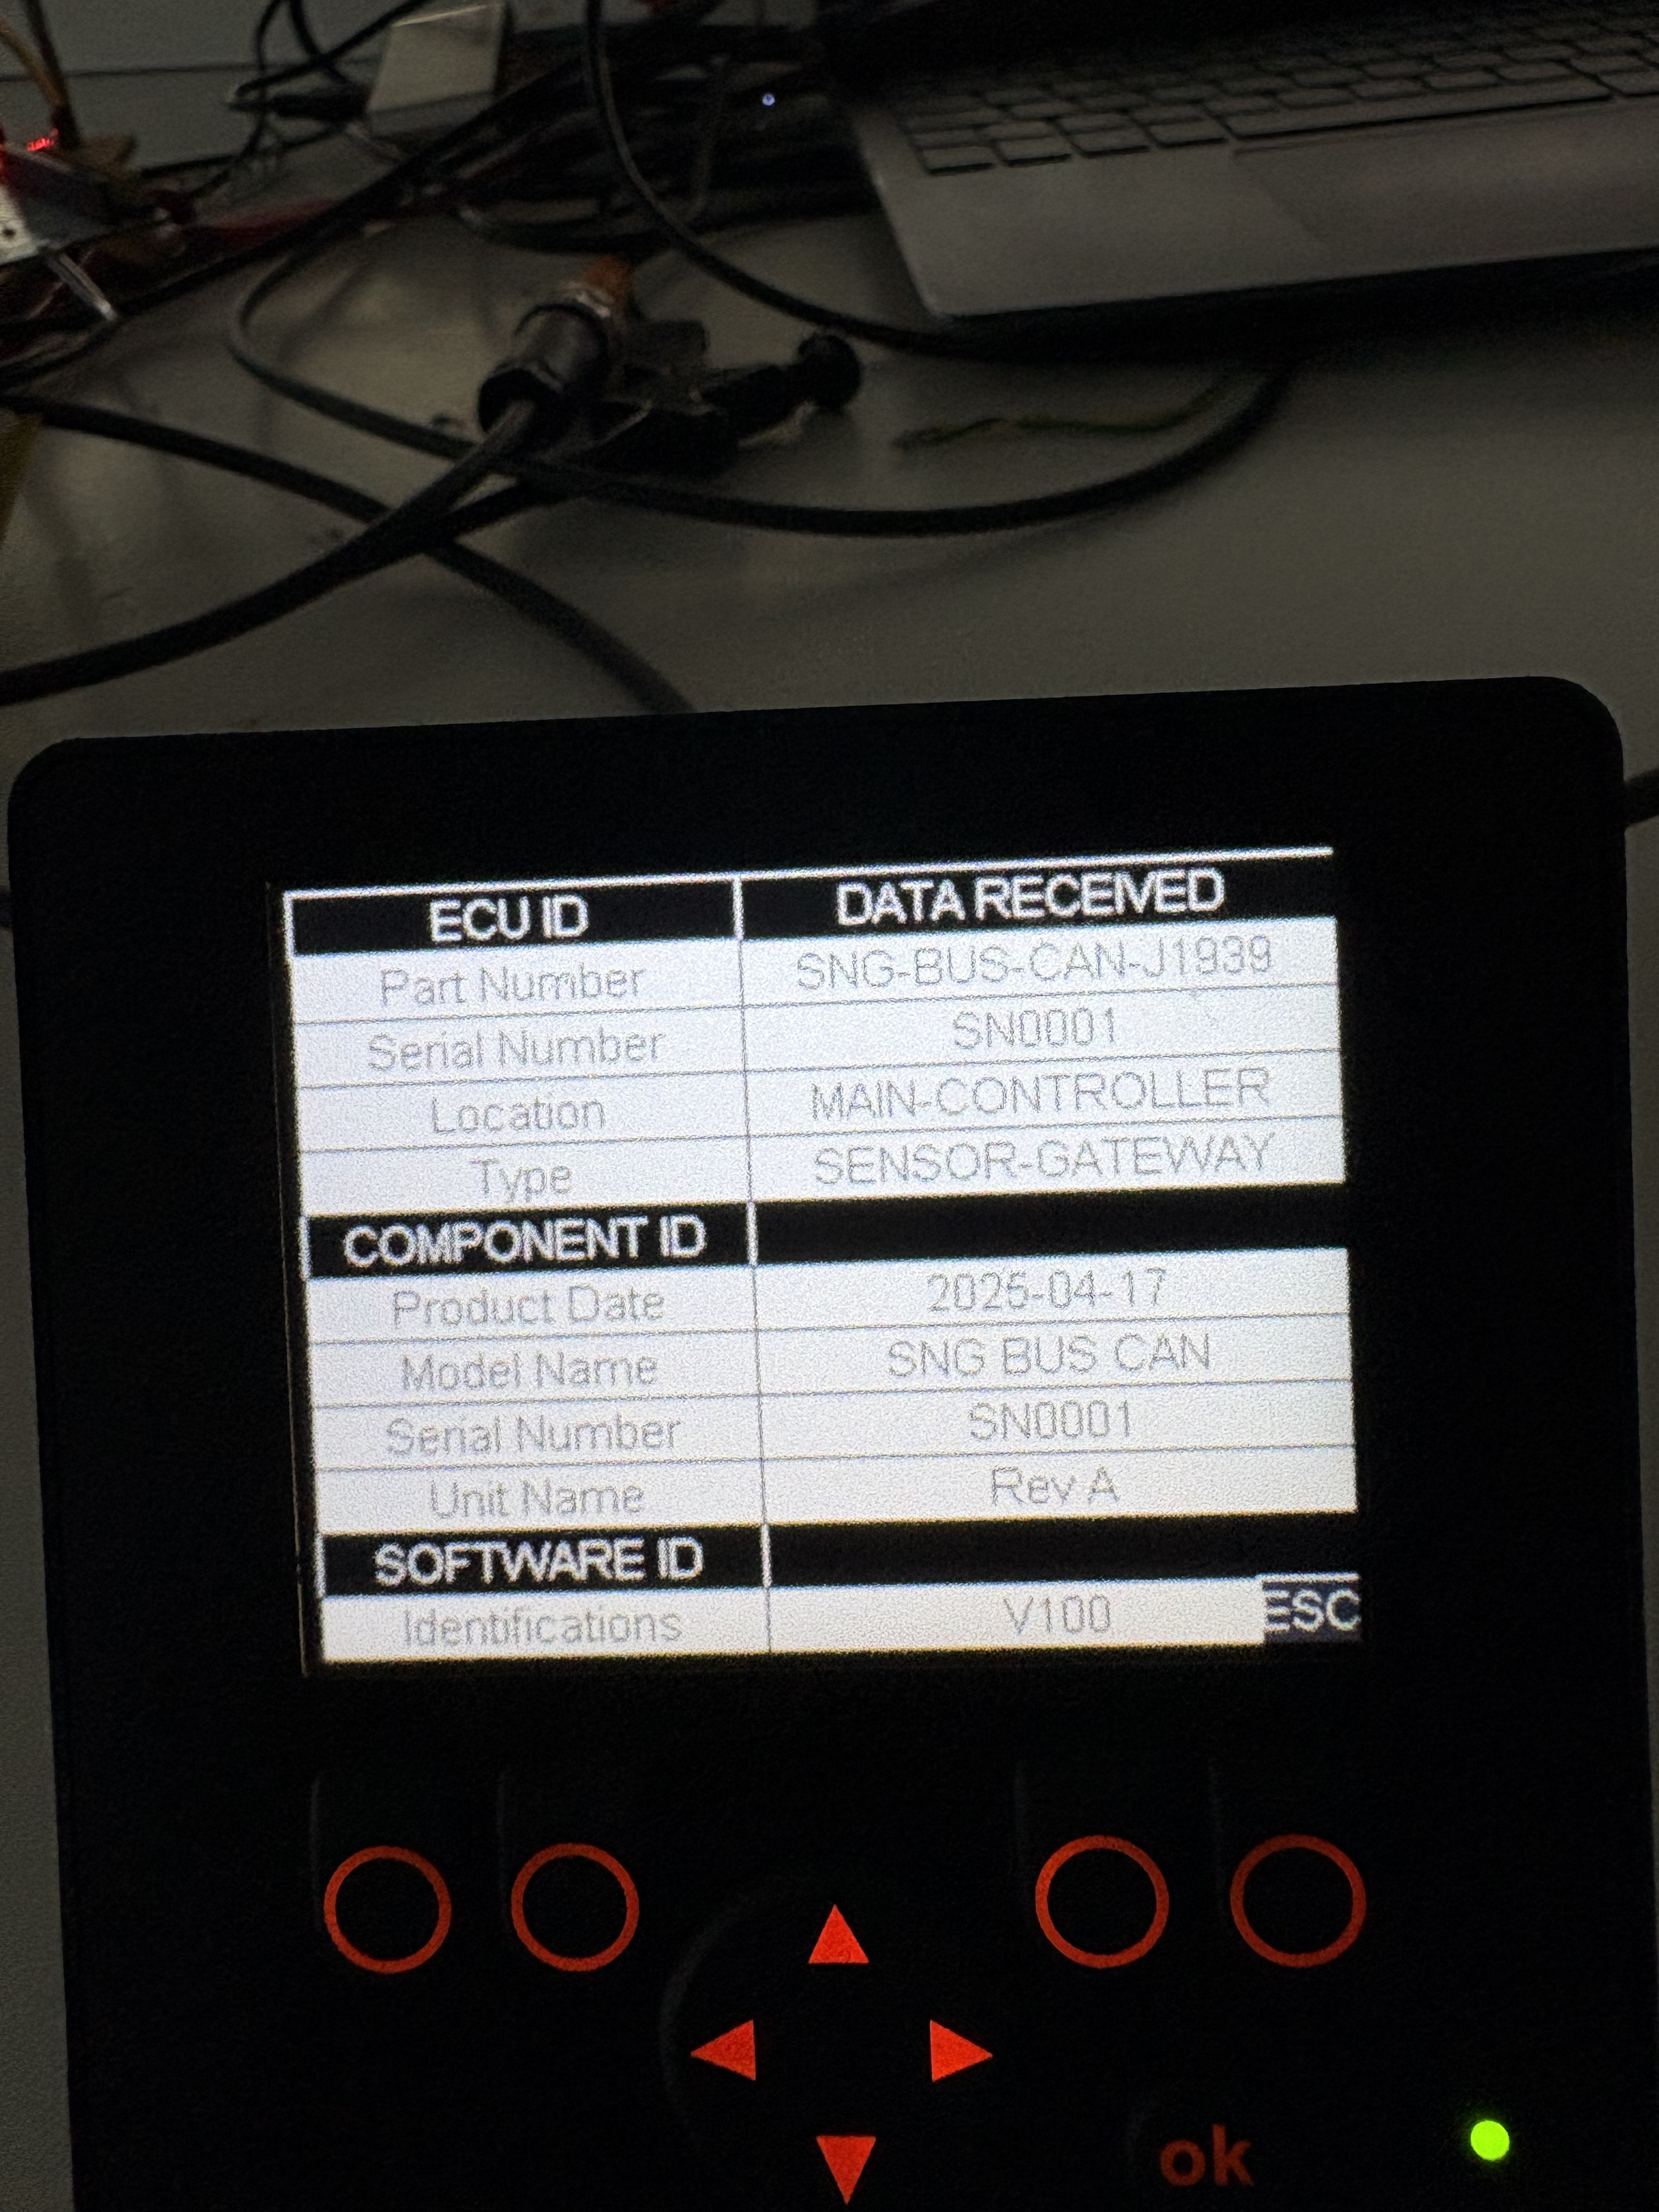 ECU ID DATA RECEIVED
Part Number SNG-BUS-CAN-J1939
Serial Number SN0001
Location MAIN-CONTROLLER
Type SENSOR-GATEWAY
COMPONENT ID
Product Date 2025-04-17
Model Name SNG BUS CAN
Serial Number SN0001
Unit Name Rev A
SOFTWARE ID
Identifications V100 ESC
ok